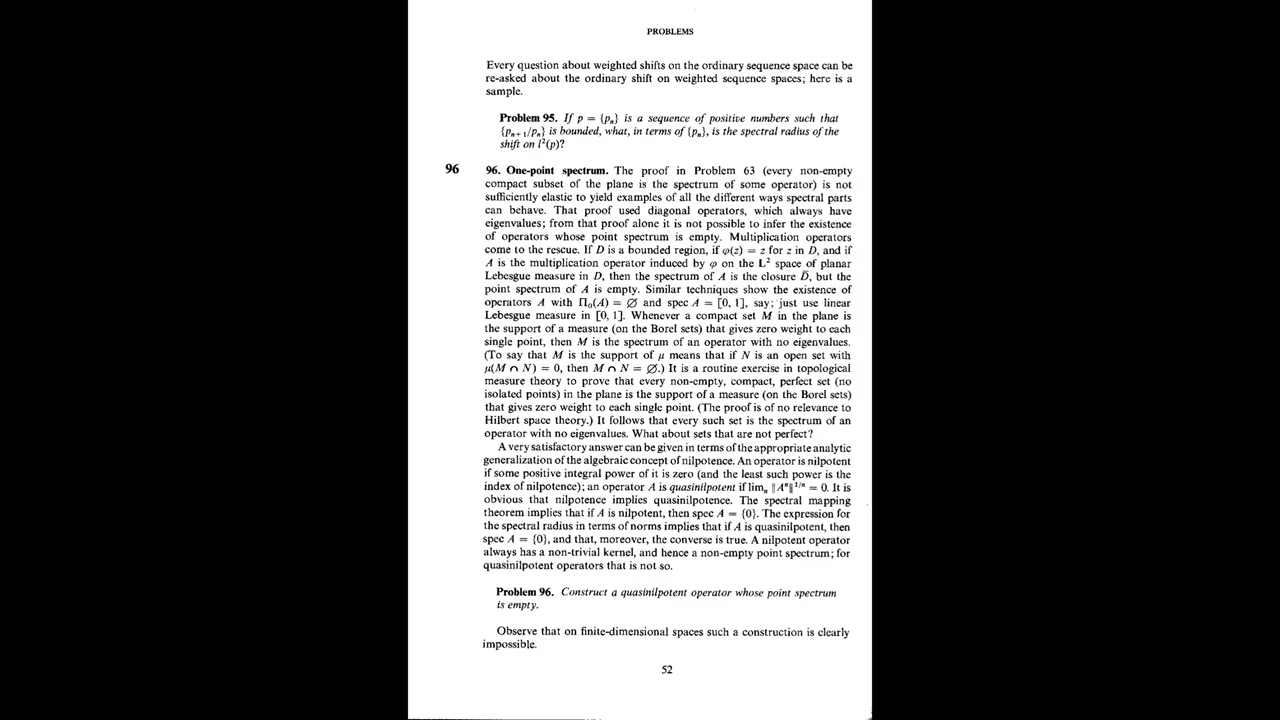 PROBLEMS
Every question about weighted shifts on the ordinary sequence space can be
re-asked about the ordinary shift on weighted sequence spaces; here is a
sample.
Problem 95. If p = {pₙ} is a sequence of positive numbers such that
{pₙ₊₁/pₙ} is bounded, what, in terms of {pₙ}, is the spectral radius of the
shift on l²(p)?
96
96. One-point spectrum. The proof in Problem 63 (every non-empty
compact subset of the plane is the spectrum of some operator) is not
sufficiently elastic to yield examples of all the different ways spectral parts
can behave. That proof used diagonal operators, which always have
eigenvalues; from that proof alone it is not possible to infer the existence
of operators whose point spectrum is empty. Multiplication operators
come to the rescue. If D is a bounded region, if φ(z) = z for z in D, and if
A is the multiplication operator induced by φ on the L² space of planar
Lebesgue measure in D, then the spectrum of A is the closure D̄, but the
point spectrum of A is empty. Similar techniques show the existence of
operators A with Π₀(A) = ∅ and spec A = [0, 1], say; just use linear
Lebesgue measure in [0, 1]. Whenever a compact set M in the plane is
the support of a measure (on the Borel sets) that gives zero weight to each
single point, then M is the spectrum of an operator with no eigenvalues.
(To say that M is the support of μ means that if N is an open set with
μ(M ∩ N) = 0, then M ∩ N = ∅.) It is a routine exercise in topological
measure theory to prove that every non-empty, compact, perfect set (no
isolated points) in the plane is the support of a measure (on the Borel sets)
that gives zero weight to each single point. (The proof is of no relevance to
Hilbert space theory.) It follows that every such set is the spectrum of an
operator with no eigenvalues. What about sets that are not perfect?
A very satisfactory answer can be given in terms of the appropriate analytic
generalization of the algebraic concept of nilpotence. An operator is nilpotent
if some positive integral power of it is zero (and the least such power is the
index of nilpotence); an operator A is quasinilpotent if limₙ ‖Aⁿ‖¹/ⁿ = 0. It is
obvious that nilpotence implies quasinilpotence. The spectral mapping
theorem implies that if A is nilpotent, then spec A = {0}. The expression for
the spectral radius in terms of norms implies that if A is quasinilpotent, then
spec A = {0}, and that, moreover, the converse is true. A nilpotent operator
always has a non-trivial kernel, and hence a non-empty point spectrum; for
quasinilpotent operators that is not so.
Problem 96. Construct a quasinilpotent operator whose point spectrum
is empty.
Observe that on finite-dimensional spaces such a construction is clearly
impossible.
52